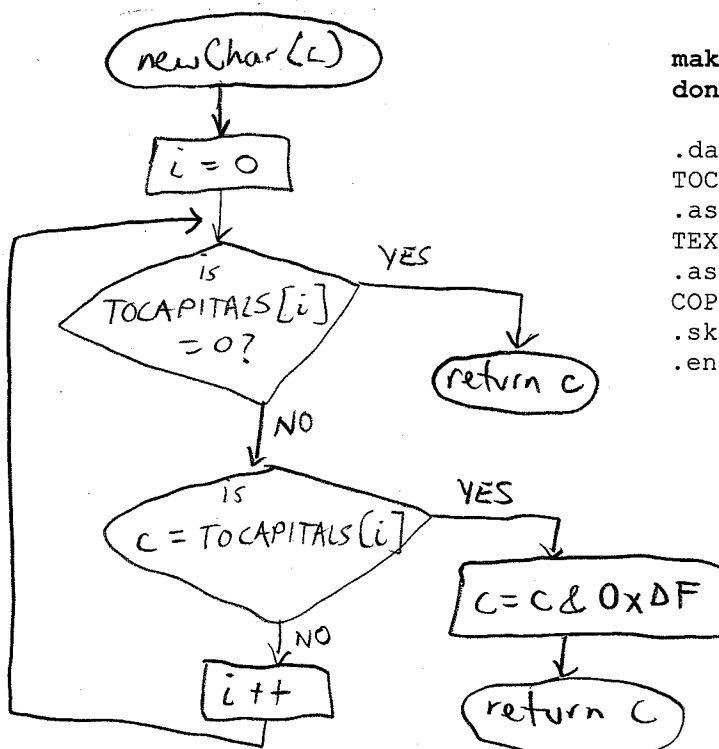 newChar(c)
i = 0
is
TOCAPITALS[i]
= 0?
YES
return c
NO
is
c = TOCAPITALS[i]
YES
c = c & 0xDF
return c
NO
i++
mak
don
.da
TOC
.as
TEX
.as
COP
.sk
.en